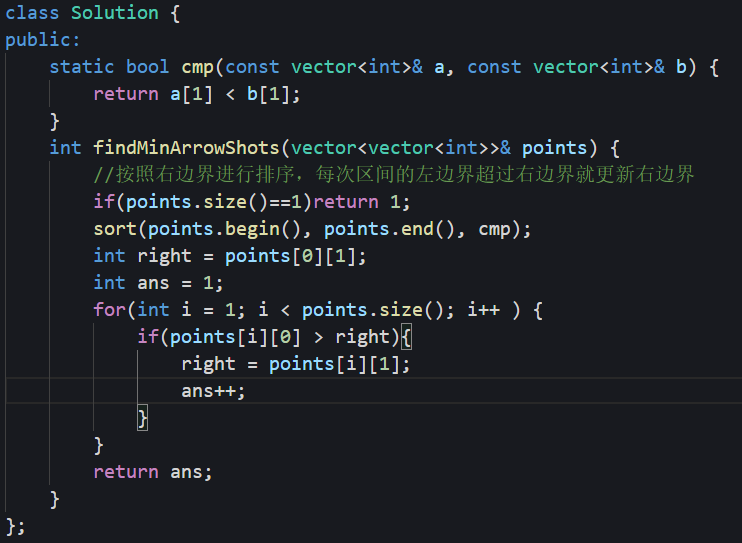 class Solution {
public:
    static bool cmp(const vector<int>& a, const vector<int>& b) {
        return a[1] < b[1];
    }
    int findMinArrowShots(vector<vector<int>>& points) {
        //按照右边界进行排序，每次区间的左边界超过右边界就更新右边界
        if(points.size()==1)return 1;
        sort(points.begin(), points.end(), cmp);
        int right = points[0][1];
        int ans = 1;
        for(int i = 1; i < points.size(); i++ ) {
            if(points[i][0] > right){
                right = points[i][1];
                ans++;
            }
        }
        return ans;
    }
};